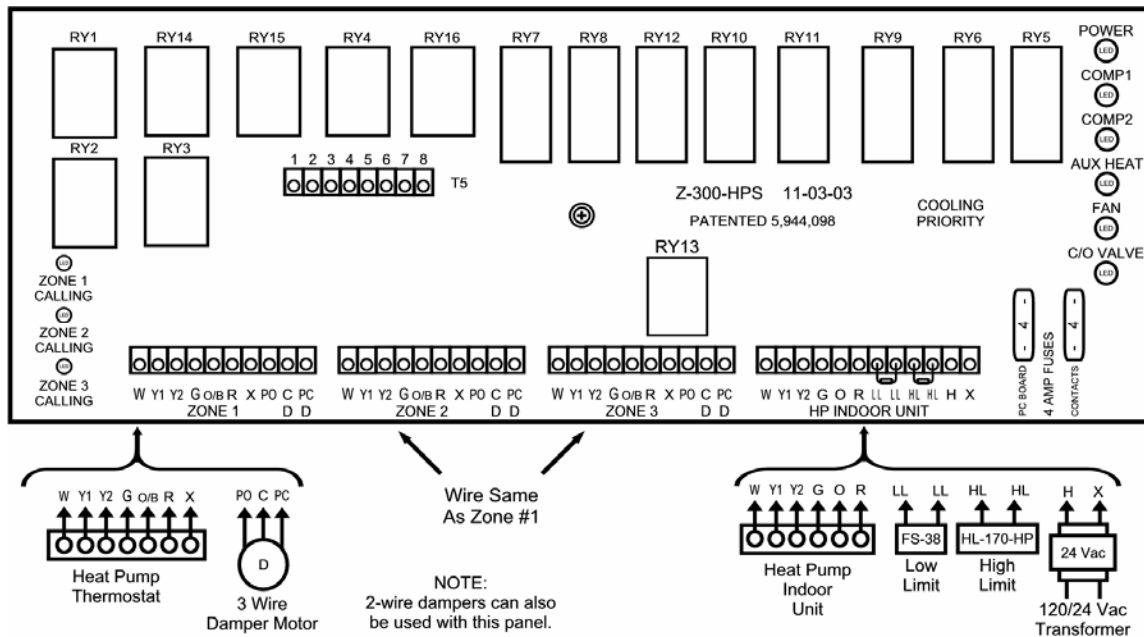 RY1 RY14 RY15 RY4 RY16 RY7 RY8 RY12 RY10 RY11 RY9 RY6 RY5
POWER
LED
COMP1
LED
COMP2
LED
AUX HEAT
LED
FAN
LED
C/O VALVE
LED
RY2 RY3
1 2 3 4 5 6 7 8
T5
Z-300-HPS 11-03-03
PATENTED 5,944,098
COOLING
PRIORITY
RY13
LED
ZONE 1
CALLING
LED
ZONE 2
CALLING
LED
ZONE 3
CALLING
W Y1 Y2 G O/B R X PO C PC
D D
ZONE 1
W Y1 Y2 G O/B R X PO C PC
D D
ZONE 2
W Y1 Y2 G O/B R X PO C PC
D D
ZONE 3
W Y1 Y2 G O R LL LL HL HL H X
HP INDOOR UNIT
4
4
PC BOARD
4 AMP FUSES
CONTACTS
W Y1 Y2 G O/B R X
Heat Pump
Thermostat
PO C PC
D
3 Wire
Damper Motor
Wire Same
As Zone #1
NOTE:
2-wire dampers can also
be used with this panel.
W Y1 Y2 G O R
Heat Pump
Indoor
Unit
LL LL
FS-38
Low
Limit
HL HL
HL-170-HP
High
Limit
H X
24 Vac
120/24 Vac
Transformer